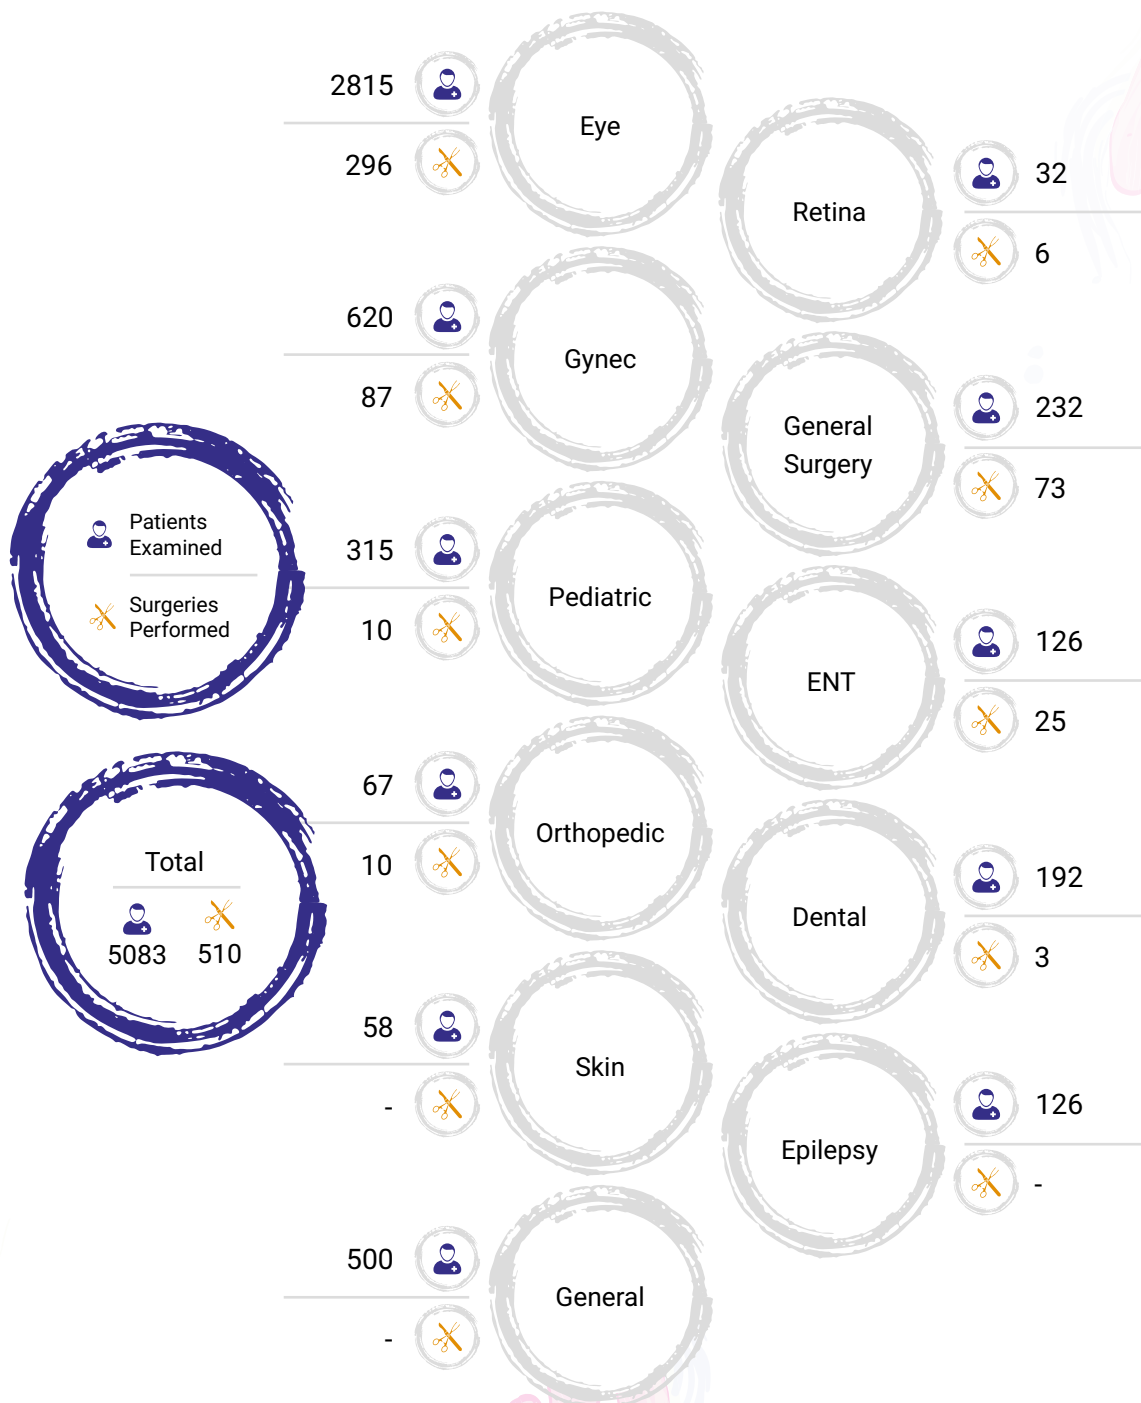 2815
296
Eye
Retina
32
6
620
87
Gynec
General
Surgery
232
73
Patients
Examined
Surgeries
Performed
315
10
Pediatric
ENT
126
25
Total
5083
510
67
10
Orthopedic
Dental
192
3
58
-
Skin
Epilepsy
126
-
500
-
General